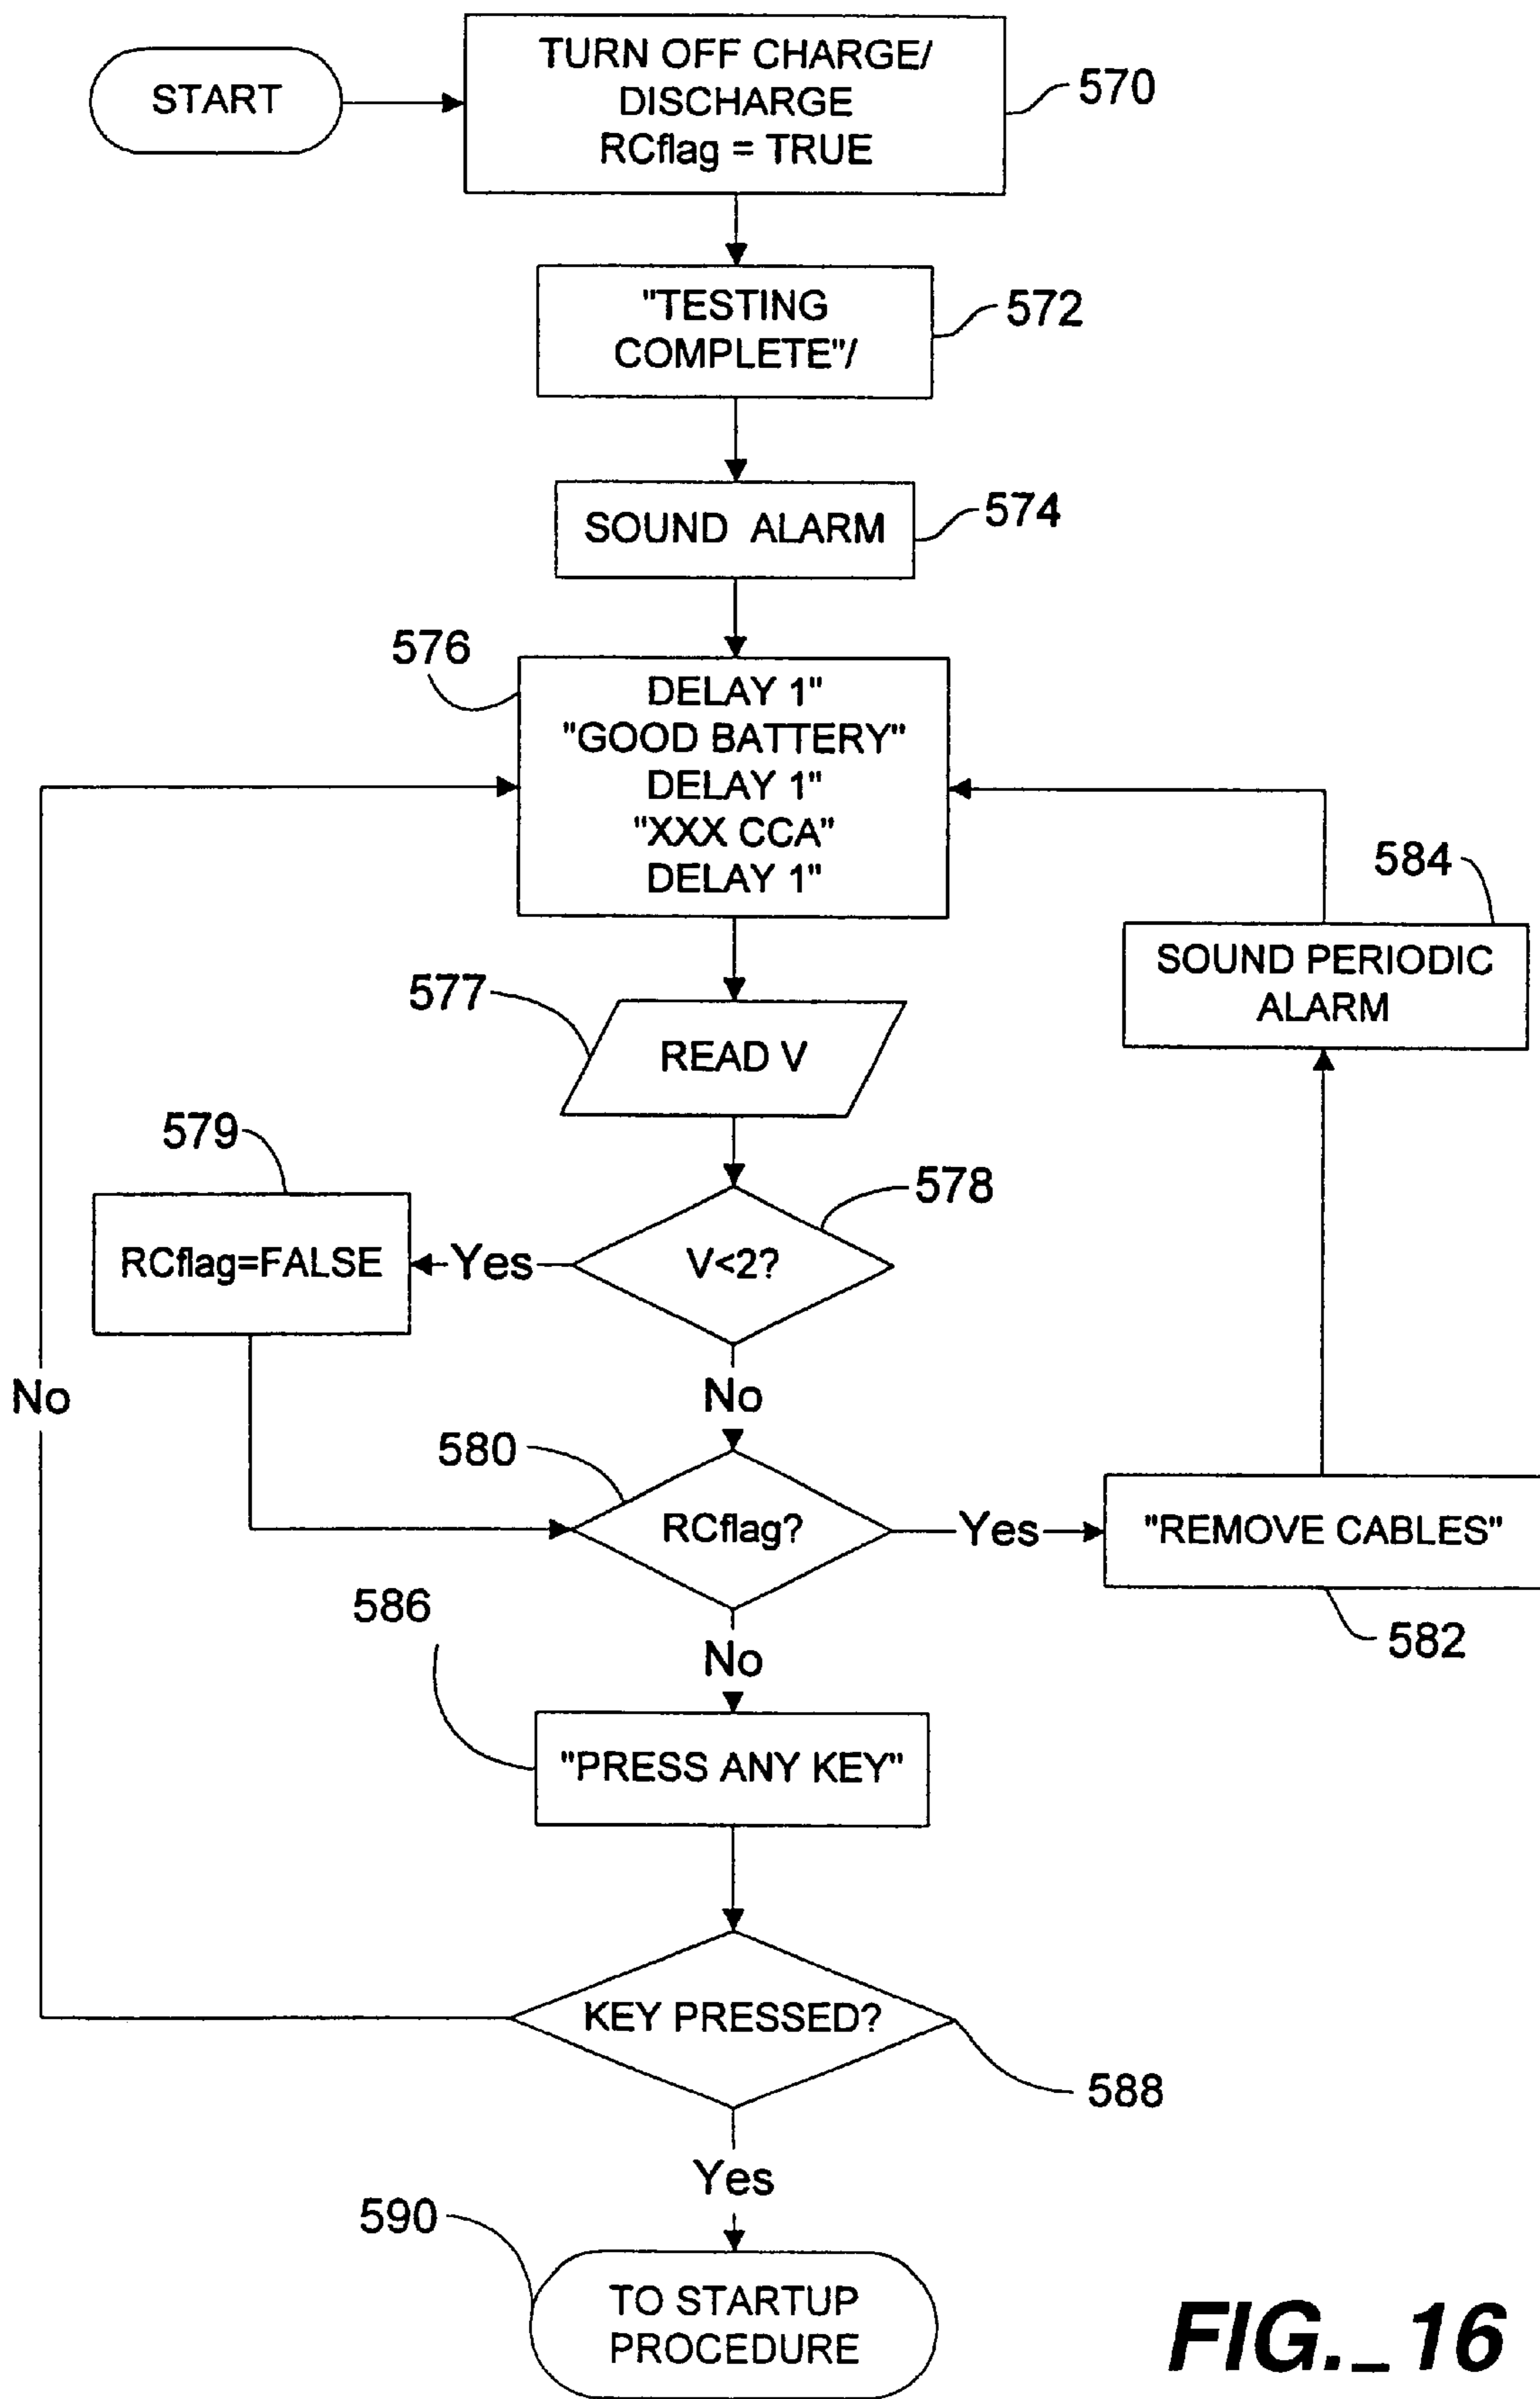 START
TURN OFF CHARGE/
DISCHARGE
RCflag = TRUE
570
"TESTING
COMPLETE"/
572
SOUND ALARM
574
576
DELAY 1"
"GOOD BATTERY"
DELAY 1"
"XXX CCA"
DELAY 1"
584
SOUND PERIODIC
ALARM
577
READ V
579
578
RCflag=FALSE
Yes
V<2?
No
No
580
RCflag?
Yes
"REMOVE CABLES"
582
586
No
"PRESS ANY KEY"
KEY PRESSED?
588
Yes
590
TO STARTUP
PROCEDURE
FIG._16